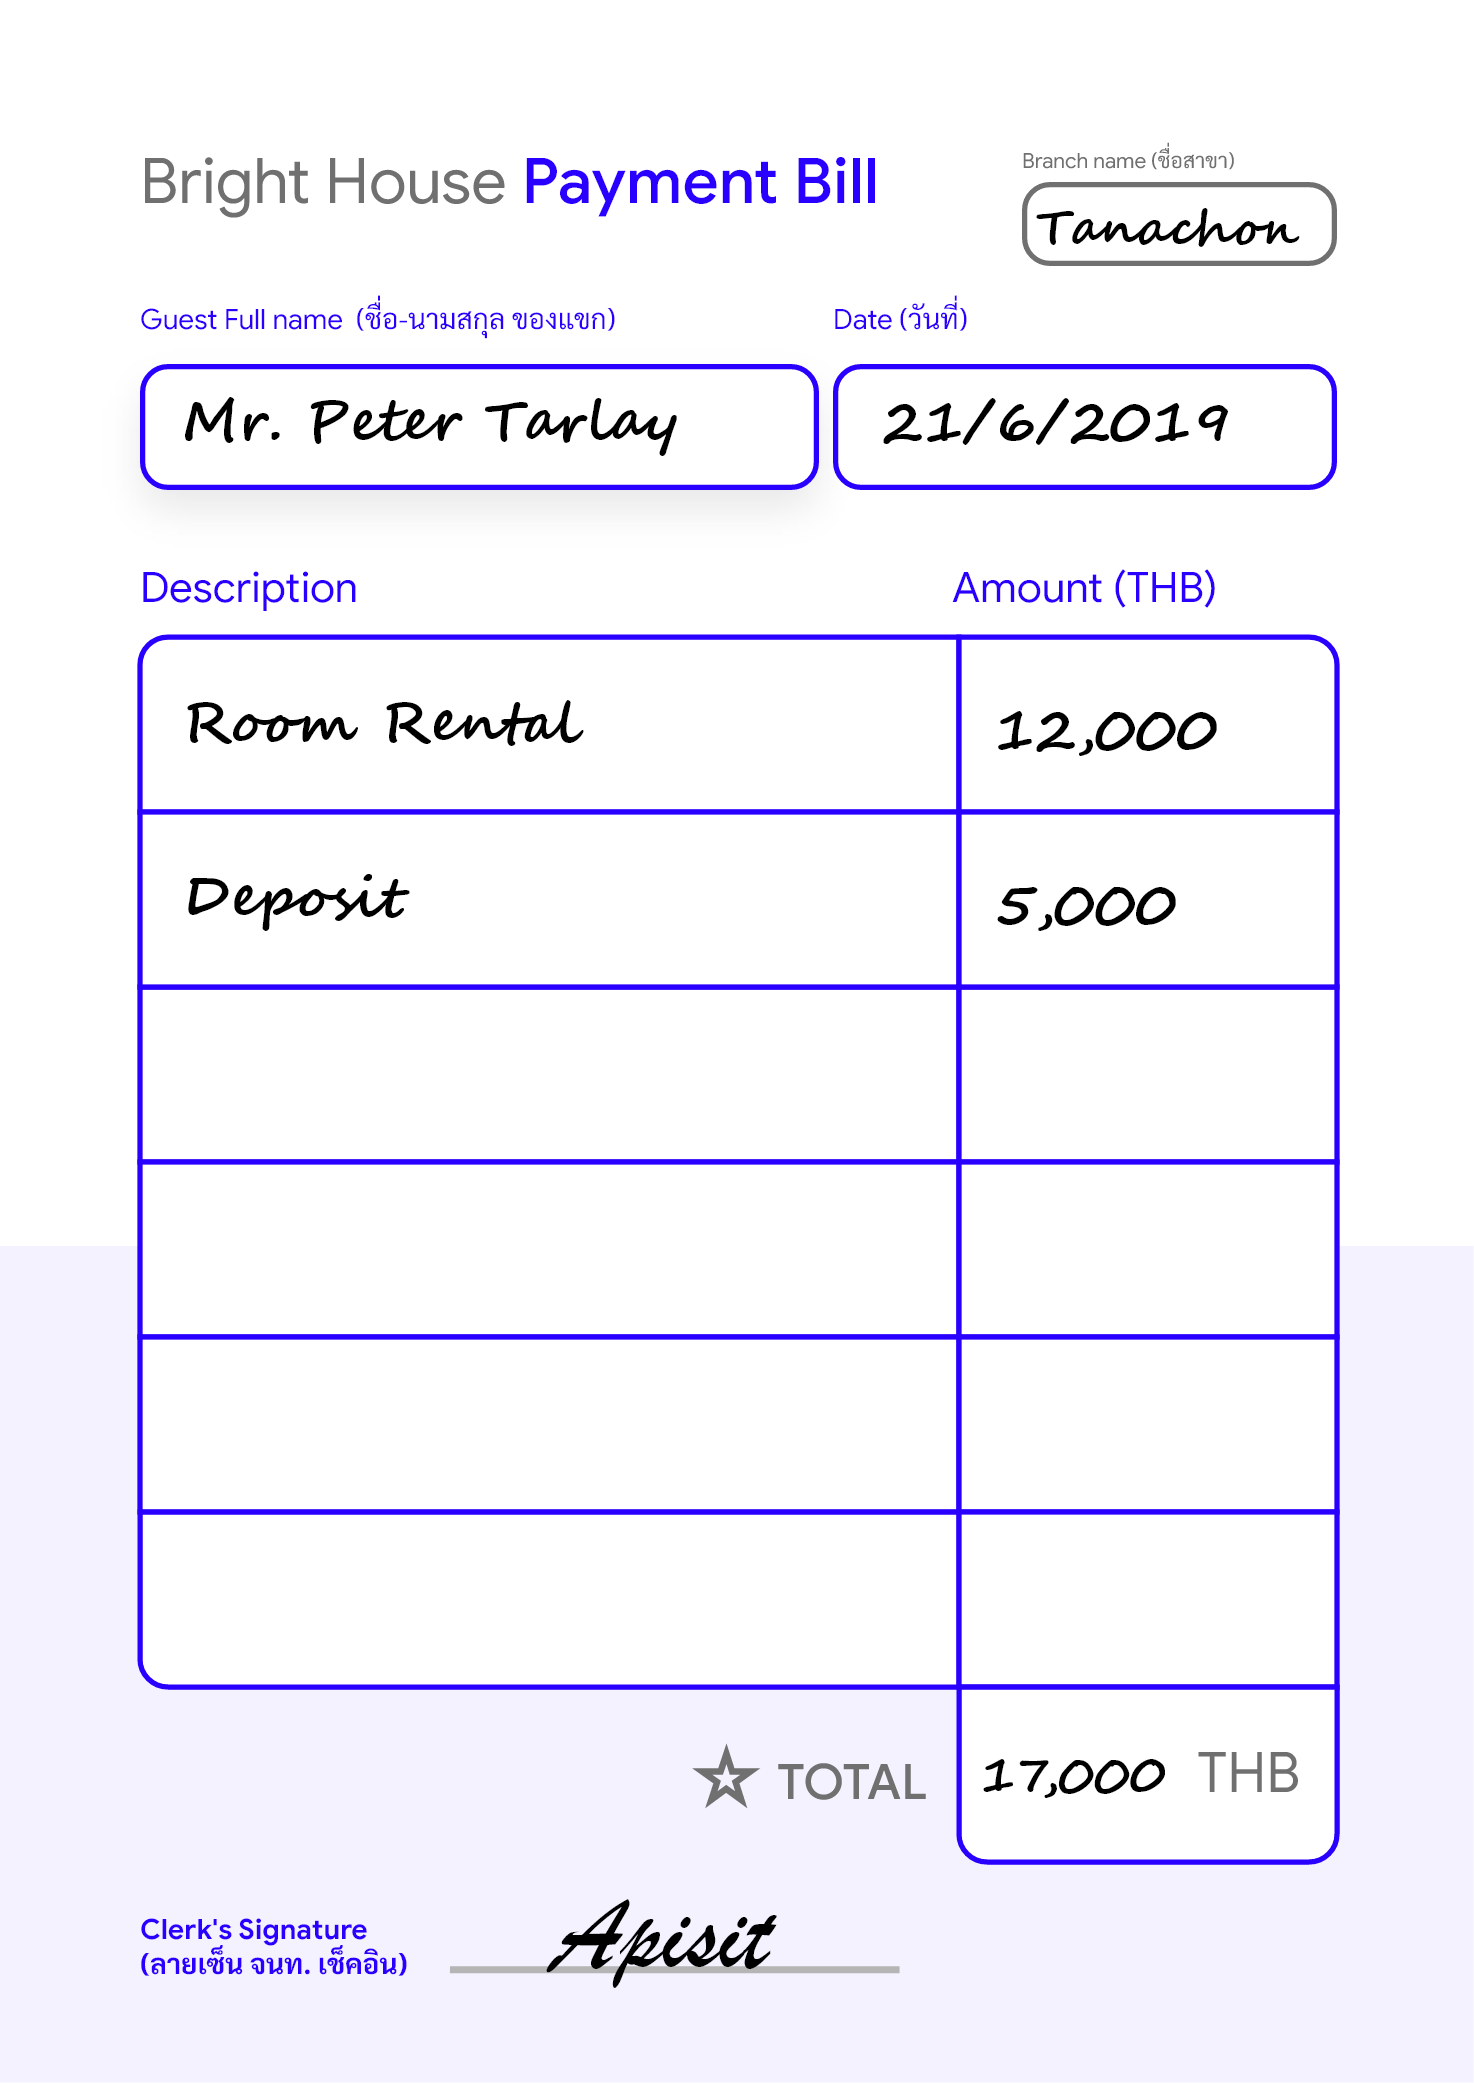 Bright House Payment Bill
Branch name (ชื่อสาขา)
Tanachon
Guest Full name (ชื่อ-นามสกุล ของแขก)
Date (วันที่)
Mr. Peter Tarlay
21/6/2019
Description
Amount (THB)
Room Rental
12,000
Deposit
5,000
TOTAL
17,000 THB
Clerk's Signature
(ลายเซ็น จนท. เช็คอิน)
Apisit